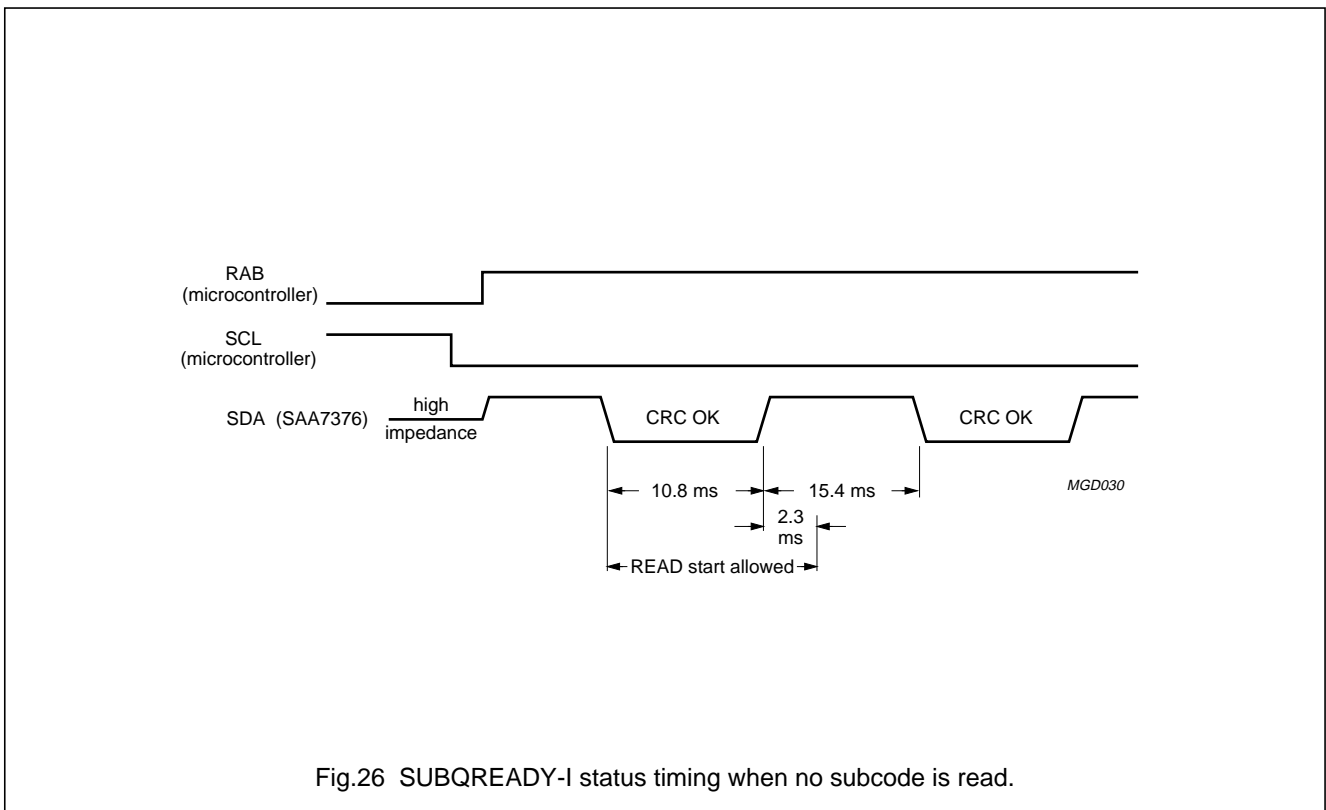 RAB
(microcontroller)
SCL
(microcontroller)
SDA (SAA7376)
high
impedance
CRC OK
CRC OK
10.8 ms
15.4 ms
MGD030
2.3
ms
READ start allowed
Fig.26 SUBQREADY-I status timing when no subcode is read.